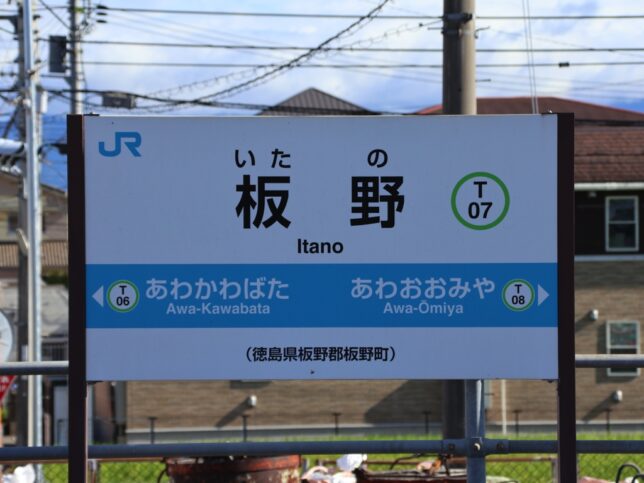 JR
いた の
板 野
Itano
T
07
T
06
あわかわばた
Awa-Kawabata
あわおおみや
Awa-Ōmiya
T
08
(徳島県板野郡板野町)